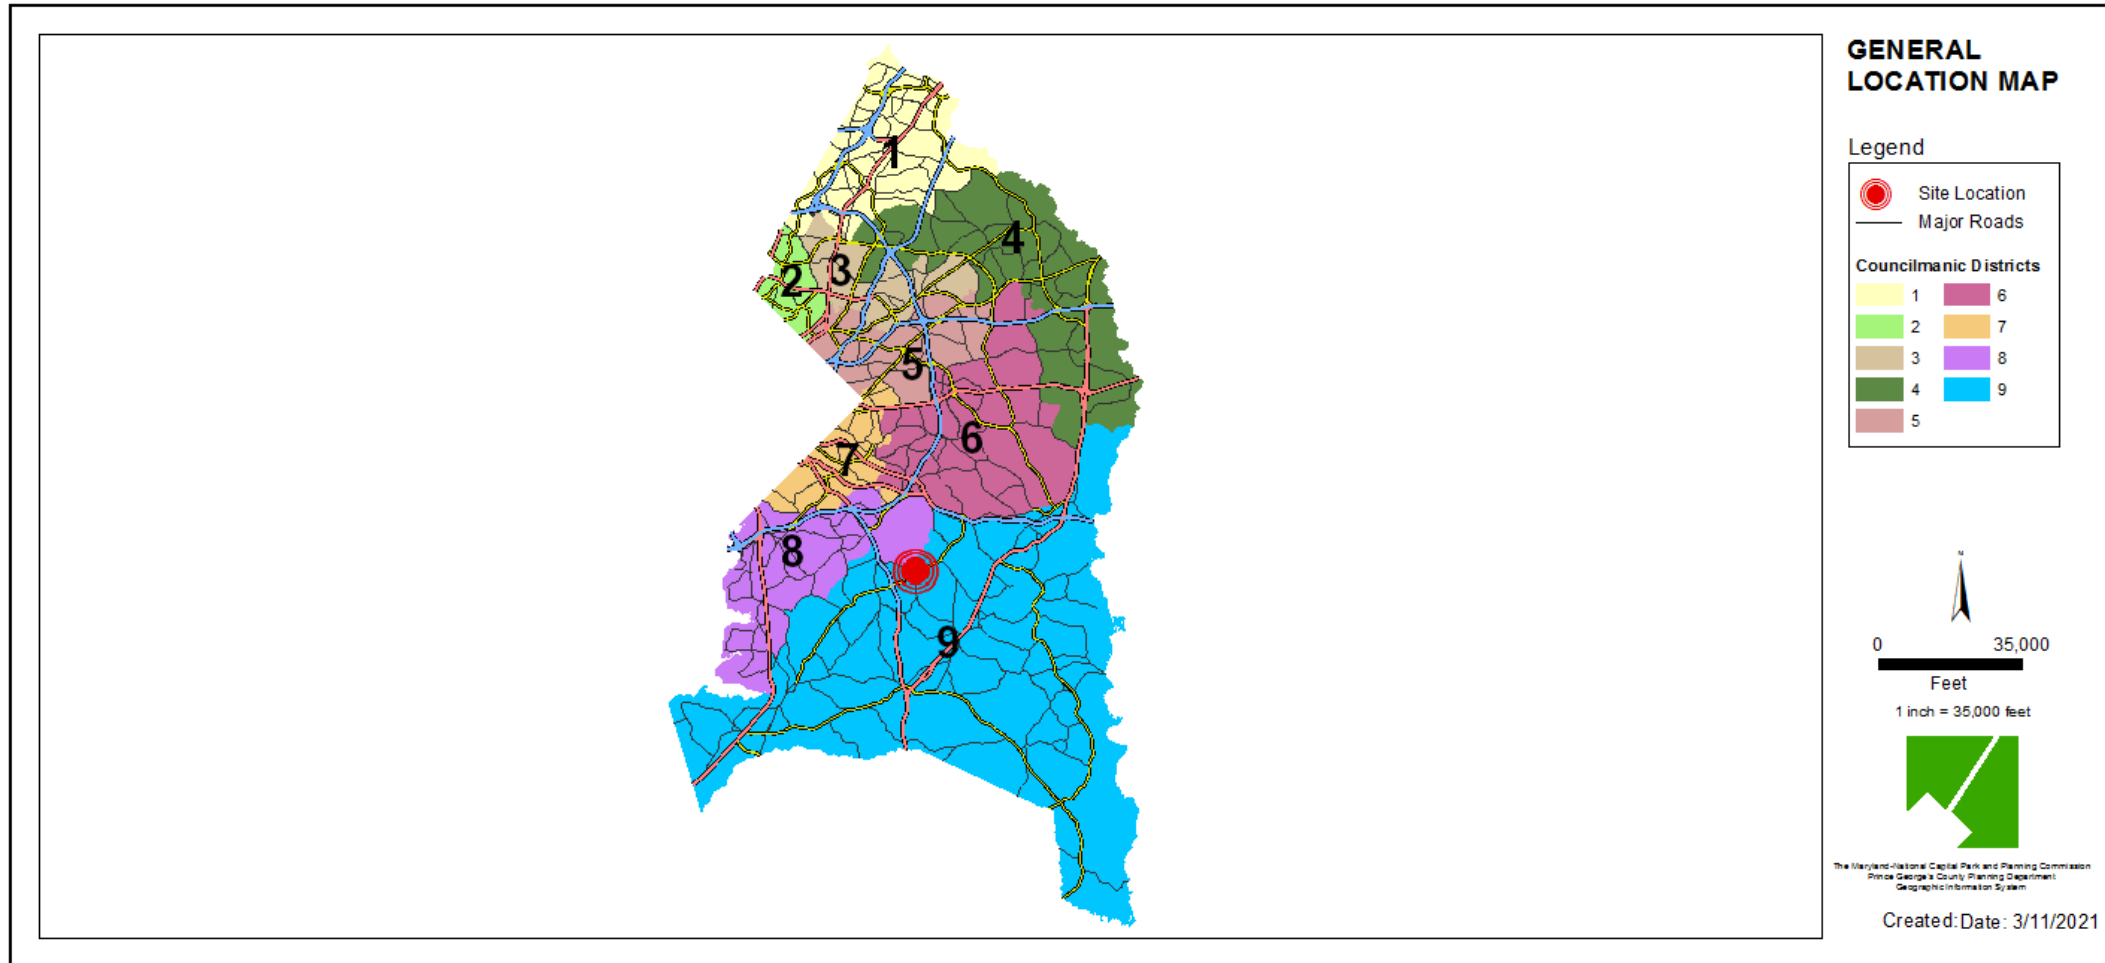 GENERAL
LOCATION MAP
Legend
Site Location
Major Roads
Councilmanic Districts
1 6
2 7
3 8
4 9
5
1
2
3
4
5
6
7
8
9
N
0 35,000
Feet
1 inch = 35,000 feet
The Maryland-National Capital Park and Planning Commission
Prince George's County Planning Department
Geographic Information System
Created: Date: 3/11/2021